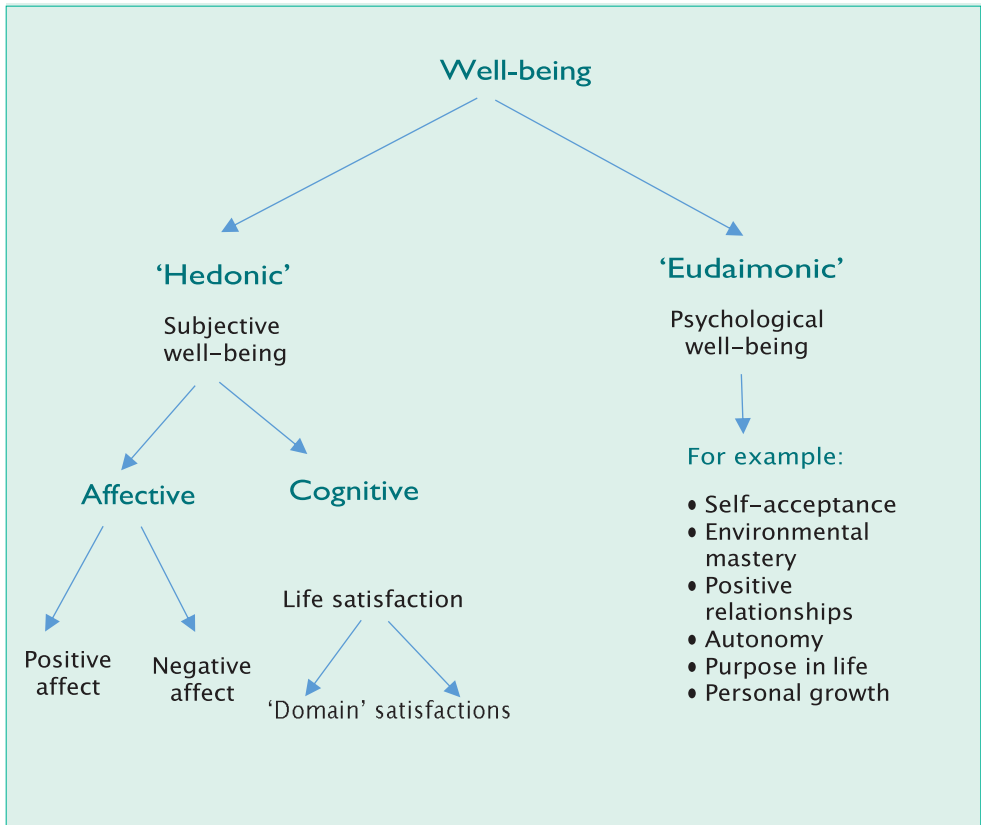 Well-being
‘Hedonic’
Subjective
well-being
Affective
Cognitive
Positive
affect
Negative
affect
Life satisfaction
‘Domain’ satisfactions
‘Eudaimonic’
Psychological
well-being
For example:
• Self-acceptance
• Environmental
mastery
• Positive
relationships
• Autonomy
• Purpose in life
• Personal growth